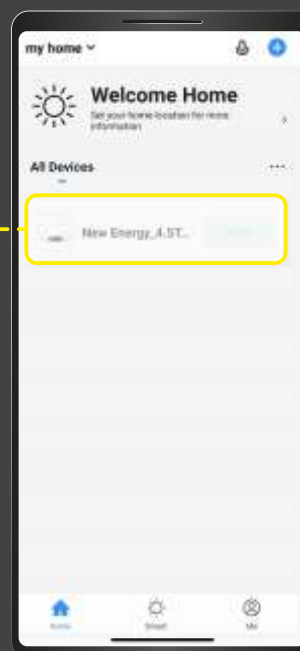 my home
Welcome Home
Set your home location for more
information
All Devices
New Energy_4.5T...
Home
Smart
Me